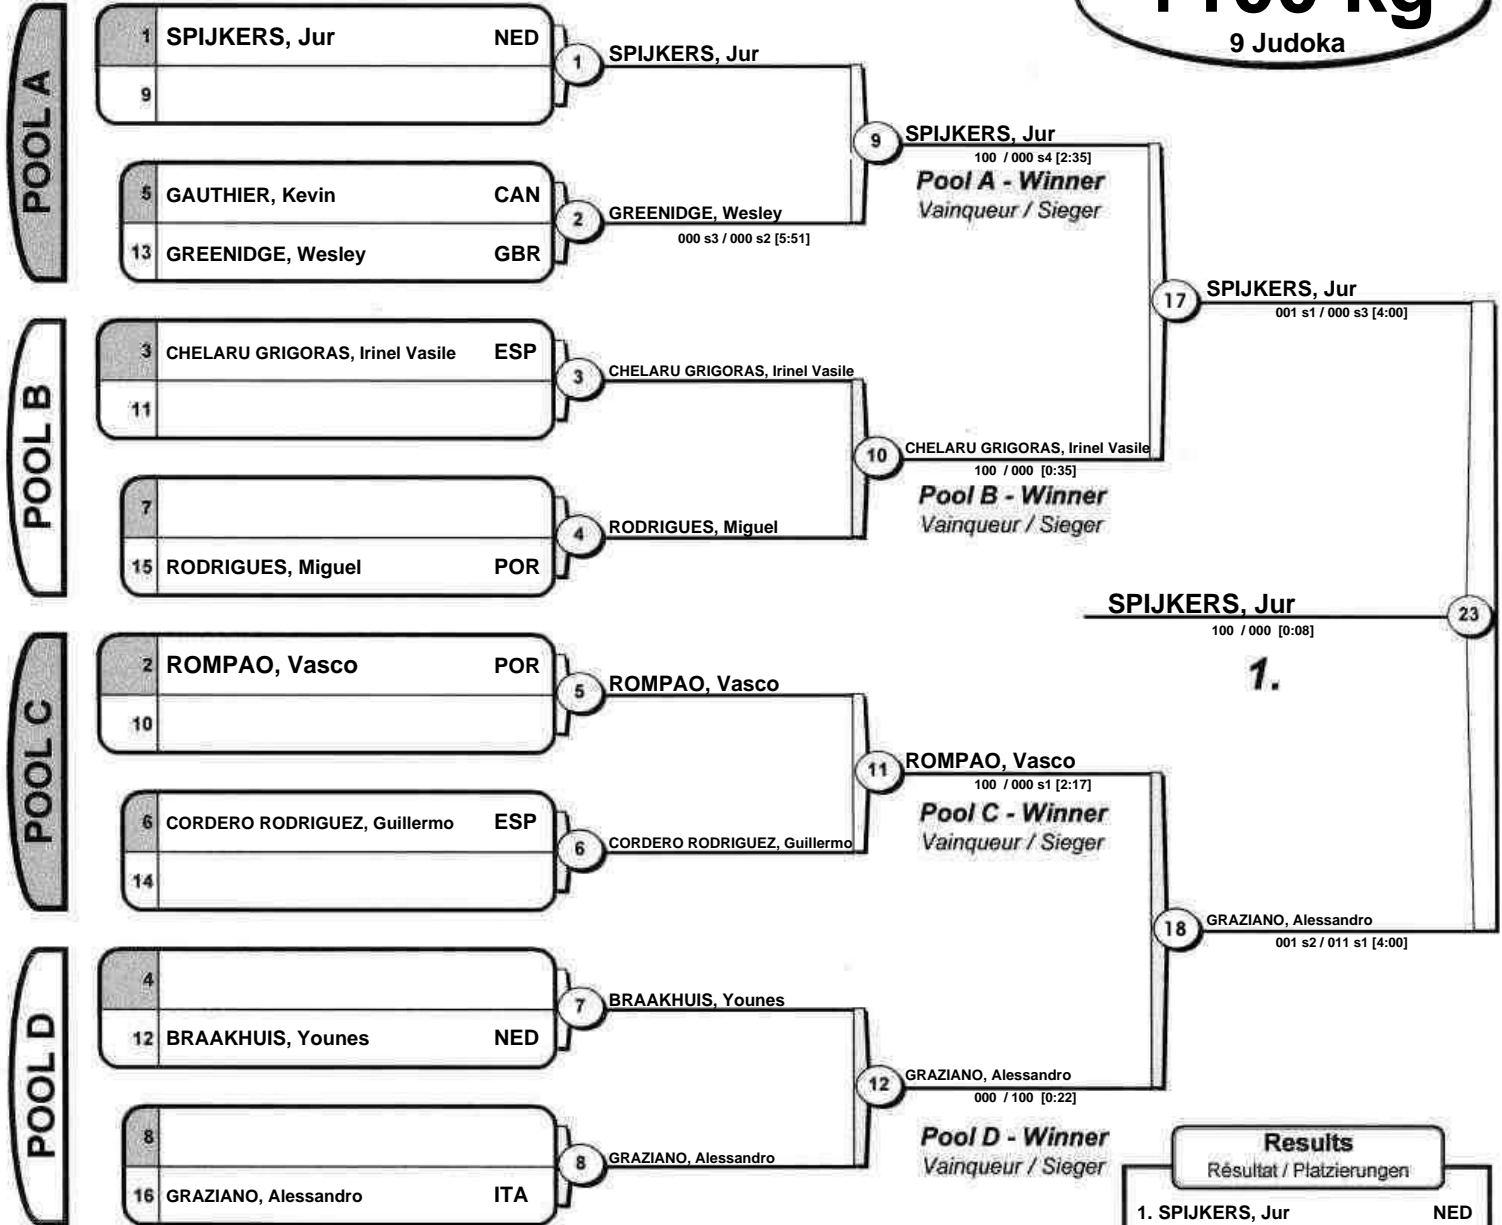 +100 kg
9 Judoka
POOL A
1 SPIJKERS, Jur NED
9
5 GAUTHIER, Kevin CAN
13 GREENIDGE, Wesley GBR
1 SPIJKERS, Jur
2 GREENIDGE, Wesley
000 s3 / 000 s2 [5:51]
9 SPIJKERS, Jur
100 / 000 s4 [2:35]
Pool A - Winner
Vainqueur / Sieger
POOL B
3 CHELARU GRIGORAS, Irinel Vasile ESP
11
7
15 RODRIGUES, Miguel POR
3 CHELARU GRIGORAS, Irinel Vasile
4 RODRIGUES, Miguel
10 CHELARU GRIGORAS, Irinel Vasile
100 / 000 [0:35]
Pool B - Winner
Vainqueur / Sieger
17 SPIJKERS, Jur
001 s1 / 000 s3 [4:00]
SPIJKERS, Jur 23
100 / 000 [0:08]
1.
POOL C
2 ROMPAO, Vasco POR
10
6 CORDERO RODRIGUEZ, Guillermo ESP
14
5 ROMPAO, Vasco
6 CORDERO RODRIGUEZ, Guillermo
11 ROMPAO, Vasco
100 / 000 s1 [2:17]
Pool C - Winner
Vainqueur / Sieger
18 GRAZIANO, Alessandro
001 s2 / 011 s1 [4:00]
POOL D
4
12 BRAAKHUIS, Younes NED
8
16 GRAZIANO, Alessandro ITA
7 BRAAKHUIS, Younes
8 GRAZIANO, Alessandro
12 GRAZIANO, Alessandro
000 / 100 [0:22]
Pool D - Winner
Vainqueur / Sieger
Results
Résultat / Platzierungen
1. SPIJKERS, Jur NED